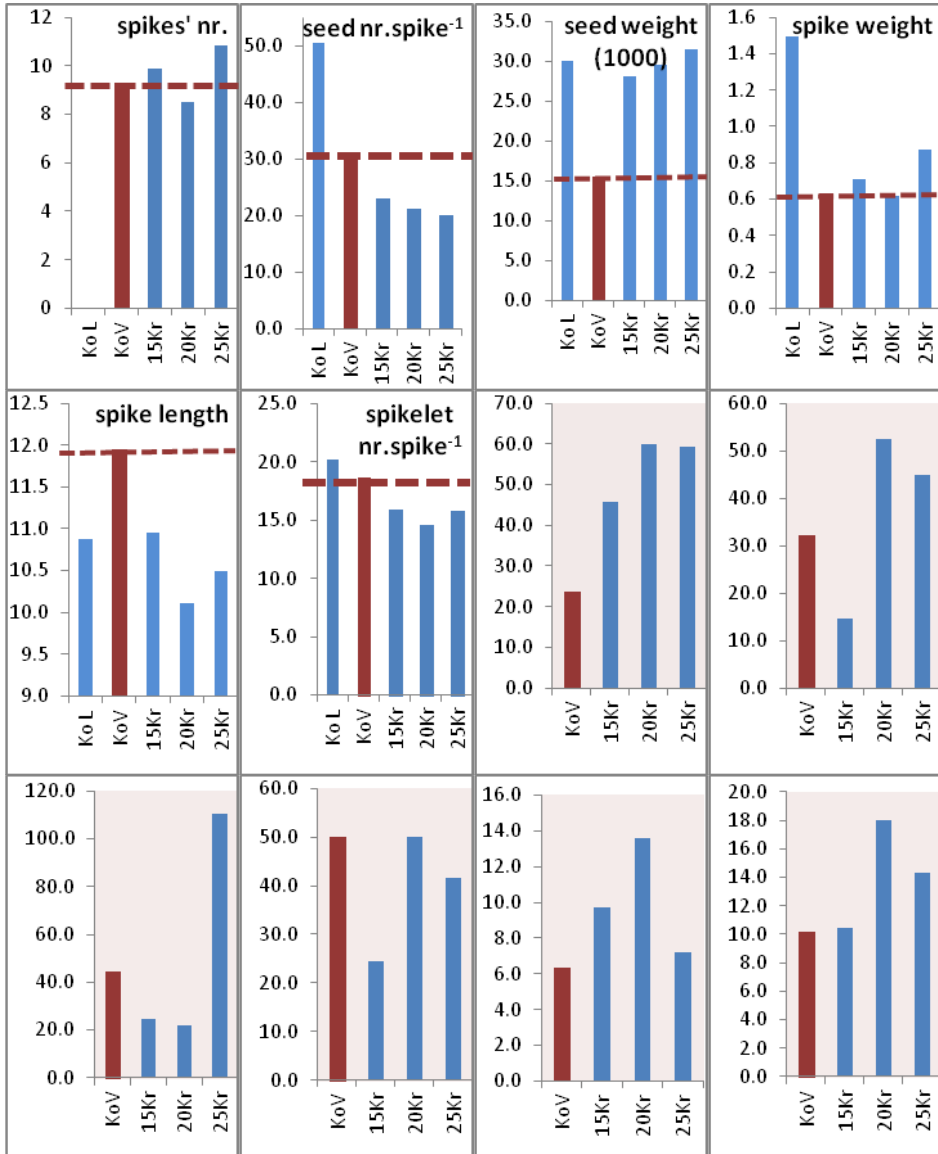 spikes' nr.
12
10
8
6
4
2
0
Ko L
KoV
15Kr
20Kr
25Kr
seed nr.spike⁻¹
50.0
40.0
30.0
20.0
10.0
0.0
Ko L
KoV
15Kr
20Kr
25Kr
seed weight
(1000)
35.0
30.0
25.0
20.0
15.0
10.0
5.0
0.0
Ko L
KoV
15Kr
20Kr
25Kr
spike weight
1.6
1.4
1.2
1.0
0.8
0.6
0.4
0.2
0.0
Ko L
KoV
15Kr
20Kr
25Kr
spike length
12.5
12.0
11.5
11.0
10.5
10.0
9.5
9.0
Ko L
KoV
15Kr
20Kr
25Kr
spikelet
nr.spike⁻¹
25.0
20.0
15.0
10.0
5.0
0.0
Ko L
KoV
15Kr
20Kr
25Kr
70.0
60.0
50.0
40.0
30.0
20.0
10.0
0.0
KoV
15Kr
20Kr
25Kr
60.0
50.0
40.0
30.0
20.0
10.0
0.0
KoV
15Kr
20Kr
25Kr
120.0
100.0
80.0
60.0
40.0
20.0
0.0
KoV
15Kr
20Kr
25Kr
60.0
50.0
40.0
30.0
20.0
10.0
0.0
KoV
15Kr
20Kr
25Kr
16.0
14.0
12.0
10.0
8.0
6.0
4.0
2.0
0.0
KoV
15Kr
20Kr
25Kr
20.0
18.0
16.0
14.0
12.0
10.0
8.0
6.0
4.0
2.0
0.0
KoV
15Kr
20Kr
25Kr